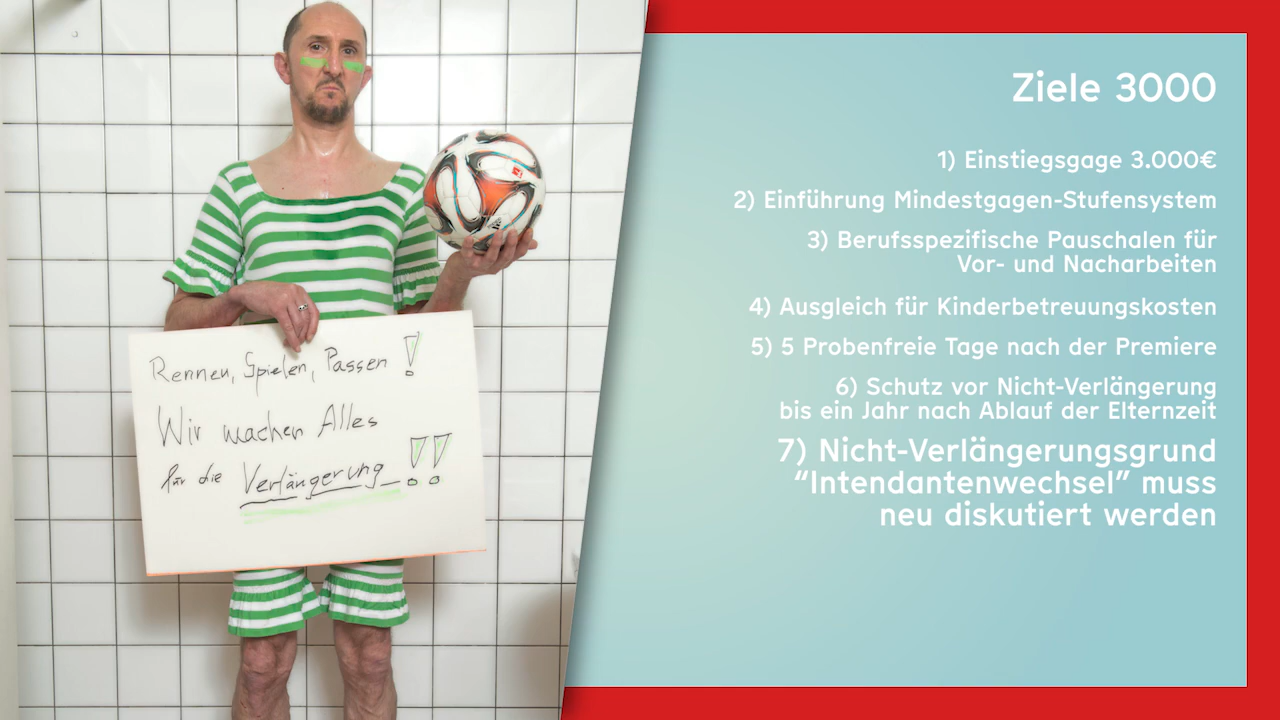 Rennen, Spielen, Passen !
Wir machen Alles
für die Verlängerung !!
Ziele 3000
1) Einstiegsgage 3.000€
2) Einführung Mindestgagen-Stufensystem
3) Berufsspezifische Pauschalen für
Vor- und Nacharbeiten
4) Ausgleich für Kinderbetreuungskosten
5) 5 Probenfreie Tage nach der Premiere
6) Schutz vor Nicht-Verlängerung
bis ein Jahr nach Ablauf der Elternzeit
7) Nicht-Verlängerungsgrund
“Intendantenwechsel” muss
neu diskutiert werden